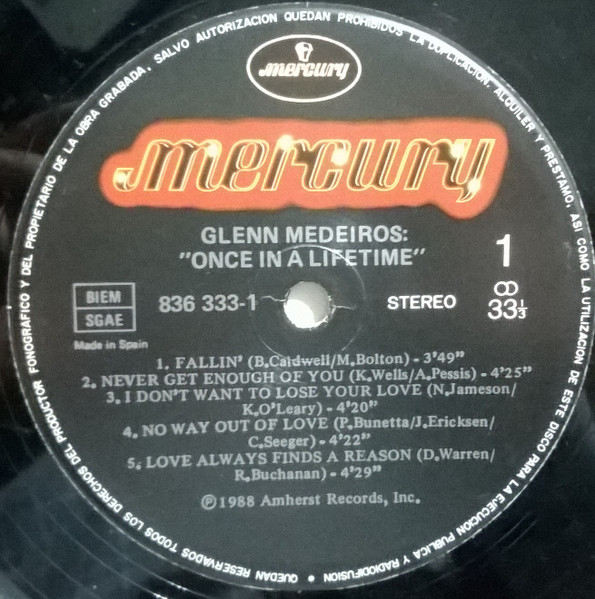 mercury
mercury
GLENN MEDEIROS:
"ONCE IN A LIFETIME"
1
BIEM
SGAE
836 333-1
STEREO
33⅓
Made in Spain
1. FALLIN' (B.Caldwell/M.Bolton) - 3'49"
2. NEVER GET ENOUGH OF YOU (K.Wells/A.Pessis) - 4'25"
3. I DON'T WANT TO LOSE YOUR LOVE (N.Jameson/
K.O'Leary) - 4'20"
4. NO WAY OUT OF LOVE (P.Bunetta/J.Ericksen/
C.Seeger) - 4'22"
5. LOVE ALWAYS FINDS A REASON (D.Warren/
R.Buchanan) - 4'29"
Ⓟ1988 Amherst Records, Inc.
QUEDAN RESERVADOS TODOS LOS DERECHOS DEL PRODUCTOR FONOGRAFICO Y DEL PROPIETARIO DE LA OBRA GRABADA. SALVO AUTORIZACION QUEDAN PROHIBIDOS LA DUPLICACION, ALQUILER Y PRESTAMO, ASI COMO LA UTILIZACION DE ESTE DISCO PARA LA EJECUCION PUBLICA Y RADIODIFUSION •